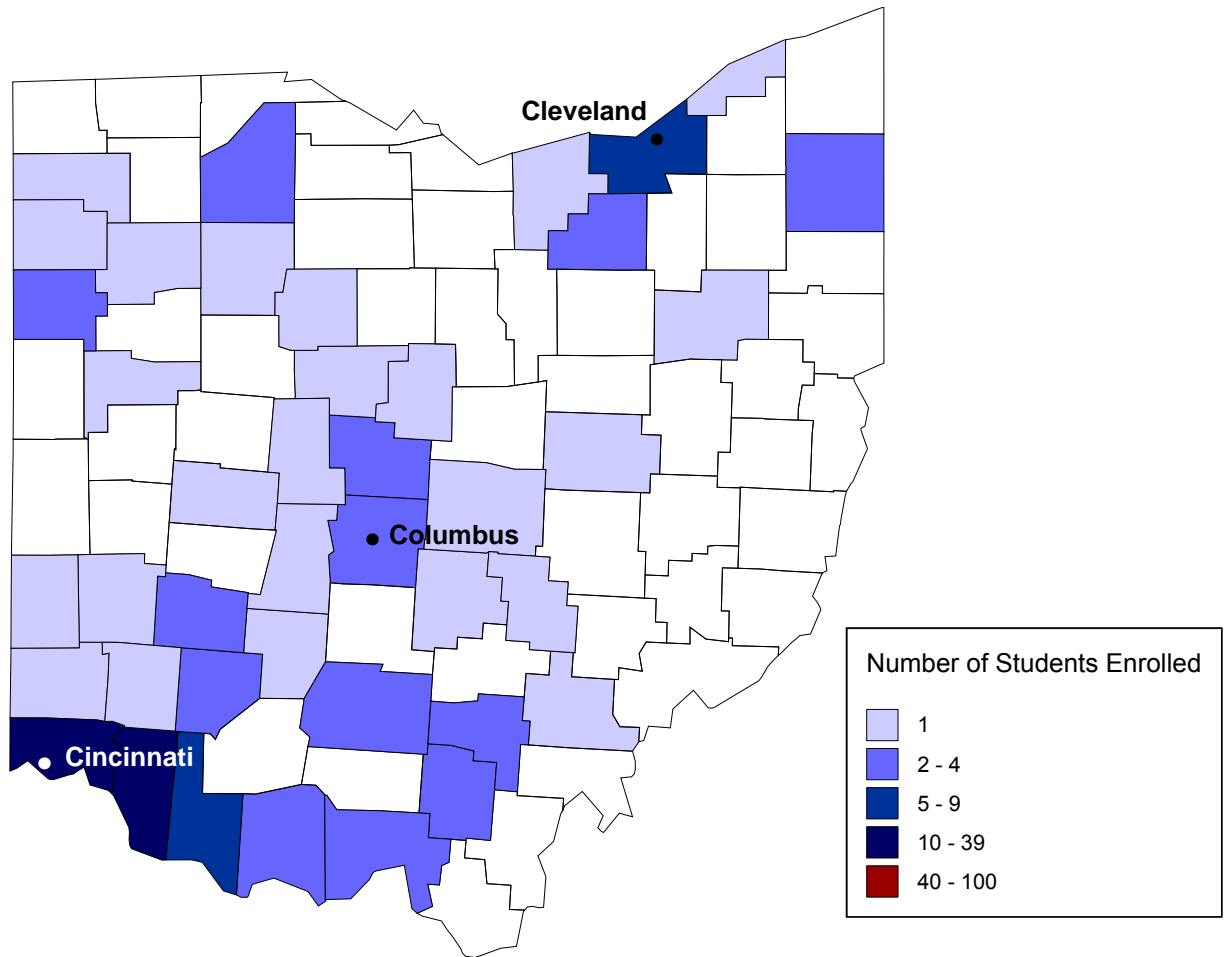 Cleveland
Columbus
Cincinnati
Number of Students Enrolled
1
2 - 4
5 - 9
10 - 39
40 - 100